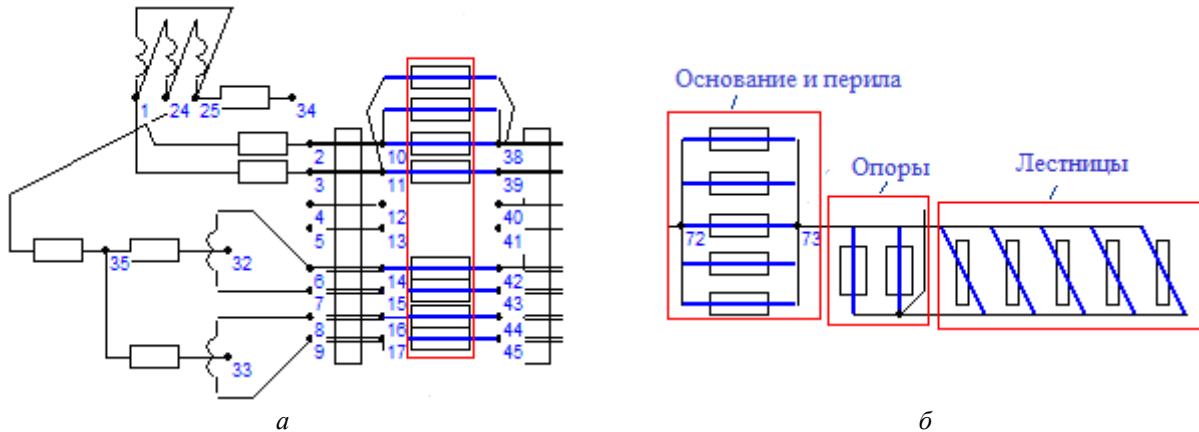 1 24 25 34
2 10 38
3 11 39
4 12 40
5 13 41
35 32
6 14 42
7 15 43
8 16 44
9 17 45
33
а
Основание и перила
Опоры
Лестницы
72 73
б